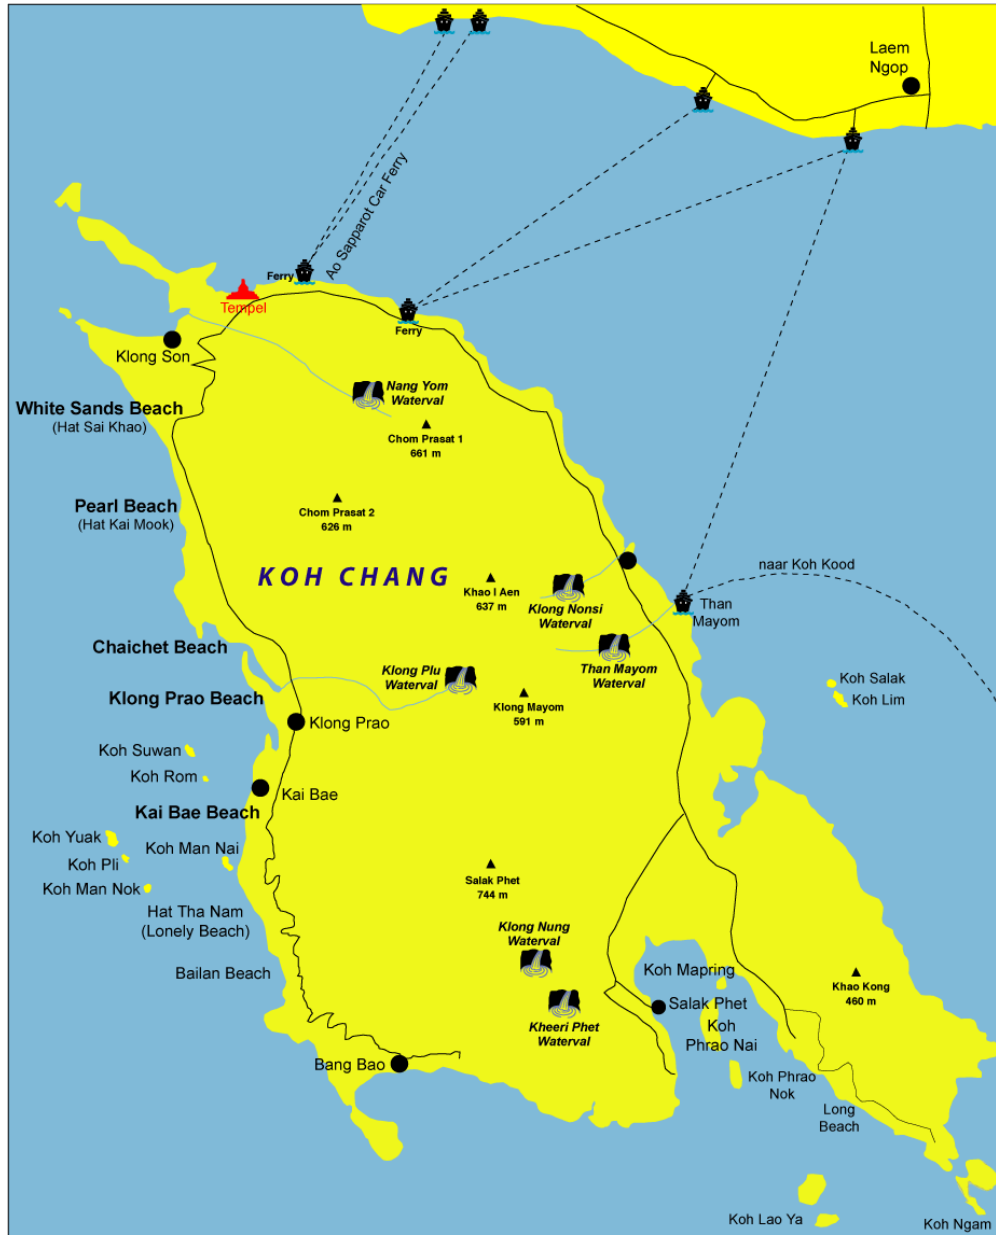 Laem
Ngop
Ao Sapparot Car Ferry
Ferry
Tempel
Ferry
Klong Son
Nang Yom
Waterval
White Sands Beach
(Hat Sai Khao)
Chom Prasat 1
661 m
Pearl Beach
(Hat Kai Mook)
Chom Prasat 2
626 m
KOH CHANG
naar Koh Kood
Khao I Aen
637 m
Klong Nonsi
Waterval
Than
Mayom
Chaichet Beach
Klong Plu
Waterval
Than Mayom
Waterval
Koh Salak
Koh Lim
Klong Prao Beach
Klong Mayom
591 m
Klong Prao
Koh Suwan
Koh Rom
Kai Bae
Kai Bae Beach
Koh Yuak
Koh Man Nai
Koh Pli
Koh Man Nok
Salak Phet
744 m
Hat Tha Nam
(Lonely Beach)
Klong Nung
Waterval
Bailan Beach
Koh Mapring
Khao Kong
460 m
Salak Phet
Kheeri Phet
Waterval
Koh
Phrao Nai
Bang Bao
Koh Phrao
Nok
Long
Beach
Koh Lao Ya
Koh Ngam